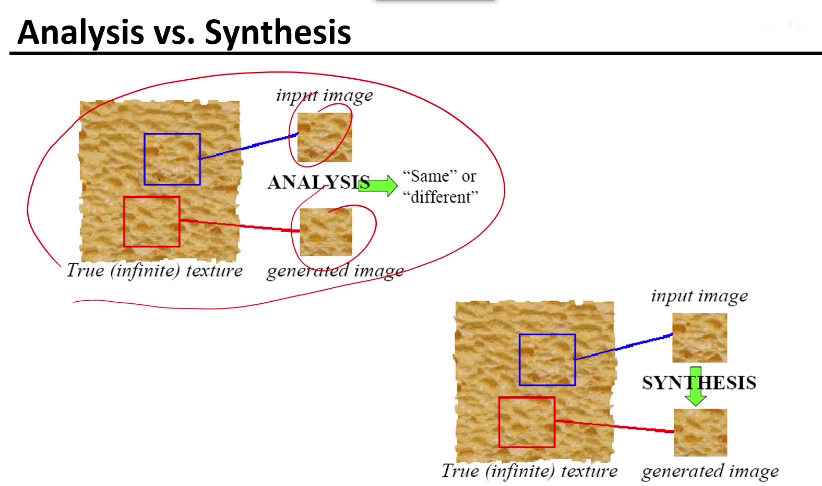 Analysis vs. Synthesis
input image
ANALYSIS
“Same” or
“different”
True (infinite) texture
generated image
input image
SYNTHESIS
True (infinite) texture
generated image